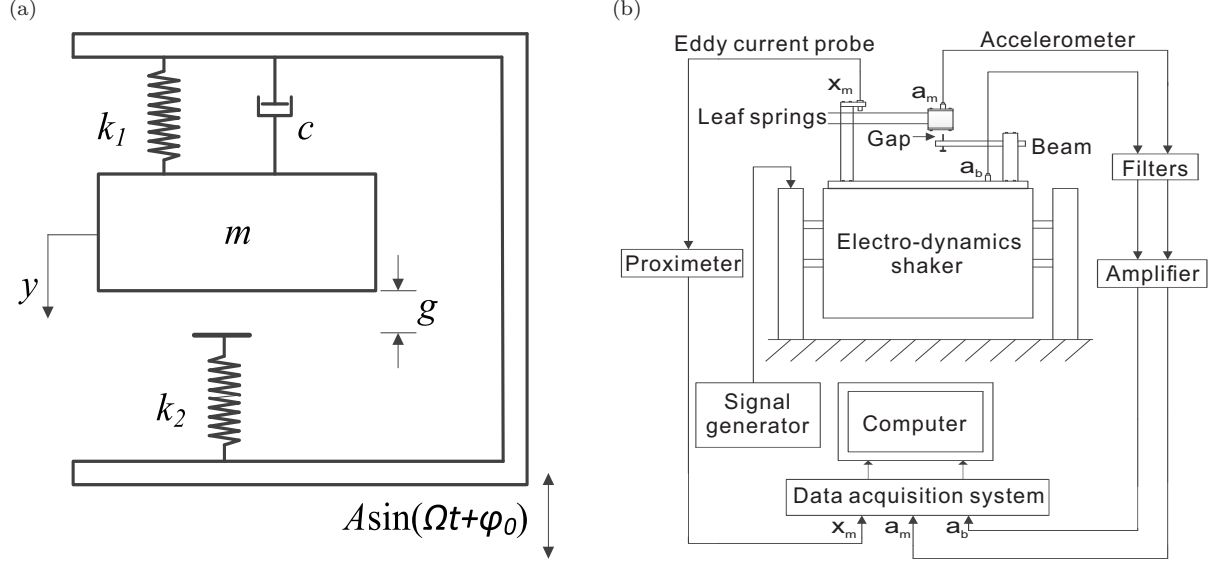 (a)
k1
c
m
y
g
k2
Asin(Ωt+φ0)
(b)
Eddy current probe
Accelerometer
xm
am
Leaf springs
Gap
Beam
ab
Filters
Electro-dynamics
shaker
Proximeter
Amplifier
Signal
generator
Computer
Data acquisition system
xm am ab